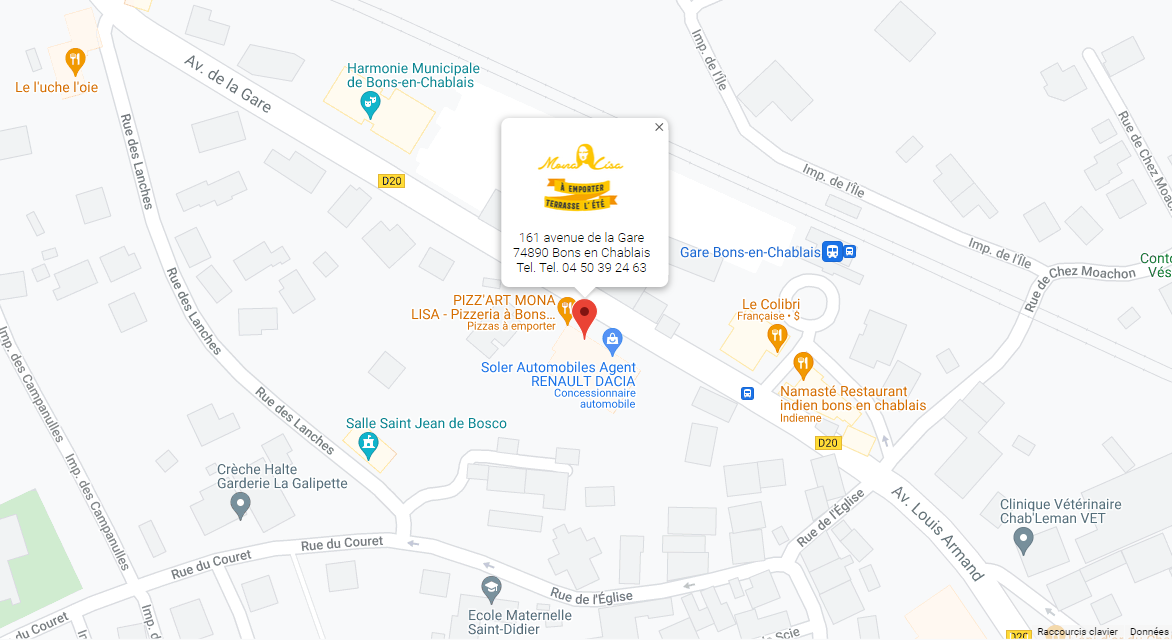 Le l'uche l'oie
Av. de la Gare
Harmonie Municipale
de Bons-en-Chablais
D20
Rue des Lanches
Imp. de l'Île
Imp. de l'Île
Imp. de l'Île
Rue de Chez Moachon
Mona Lisa
À EMPORTER
TERRASSE L'ÉTÉ
161 avenue de la Gare
74890 Bons en Chablais
Tel. Tel. 04 50 39 24 63
Gare Bons-en-Chablais
Rue de Chez Moachon
PIZZ'ART MONA
LISA - Pizzeria à Bons...
Pizzas à emporter
Le Colibri
Française • $
Soler Automobiles Agent
RENAULT DACIA
Concessionnaire
automobile
Namasté Restaurant
indien bons en chablais
Indienne
D20
Rue des Lanches
Rue des Lanches
Salle Saint Jean de Bosco
Crèche Halte
Garderie La Galipette
Imp. des Campanulles
Imp. des Campanulles
Av. Louis Armand
Clinique Vétérinaire
Chab'Leman VET
Rue de l'Église
Rue du Couret
Rue du Couret
Rue de l'Église
Ecole Maternelle
Saint-Didier
du Couret
Imp. de
la Scie
Raccourcis clavier
Données